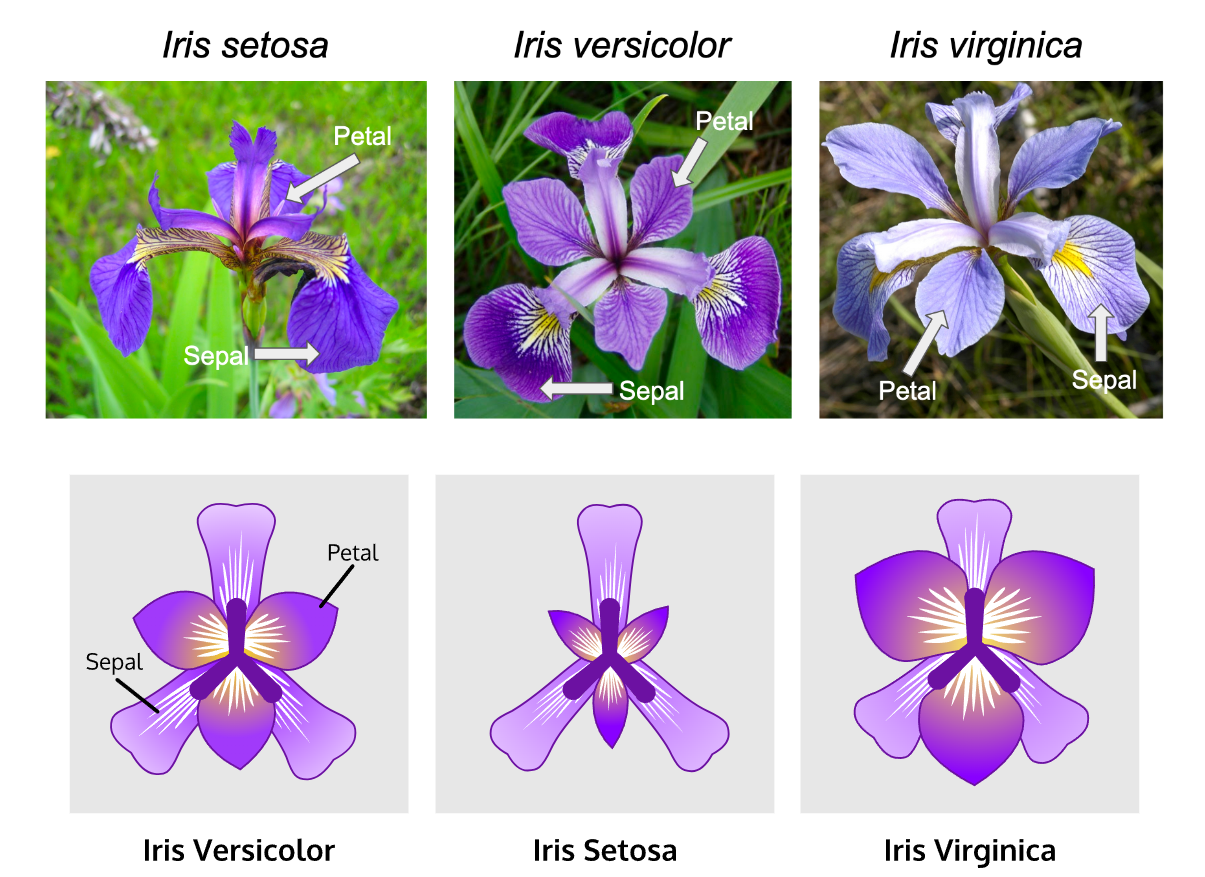 Iris setosa
Iris versicolor
Iris virginica
Petal
Sepal
Petal
Sepal
Petal
Sepal
Petal
Sepal
Iris Versicolor
Iris Setosa
Iris Virginica